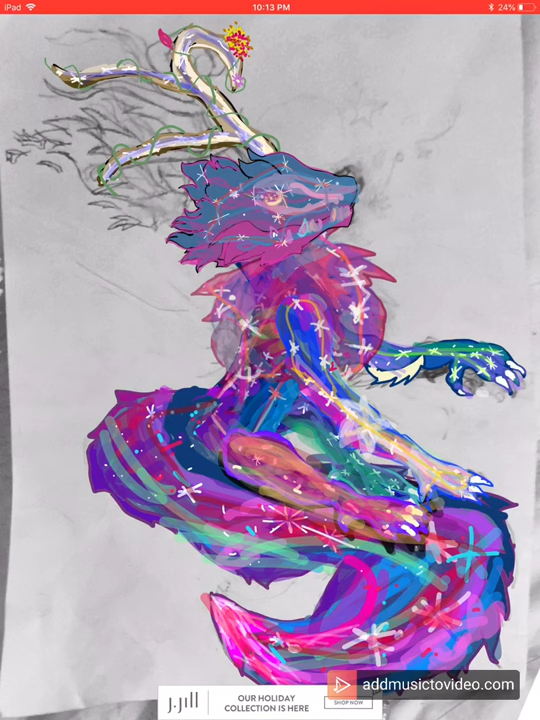 iPad
10:13 PM
24%
addmusictovideo.com
J.Jill
OUR HOLIDAY
COLLECTION IS HERE
SHOP NOW